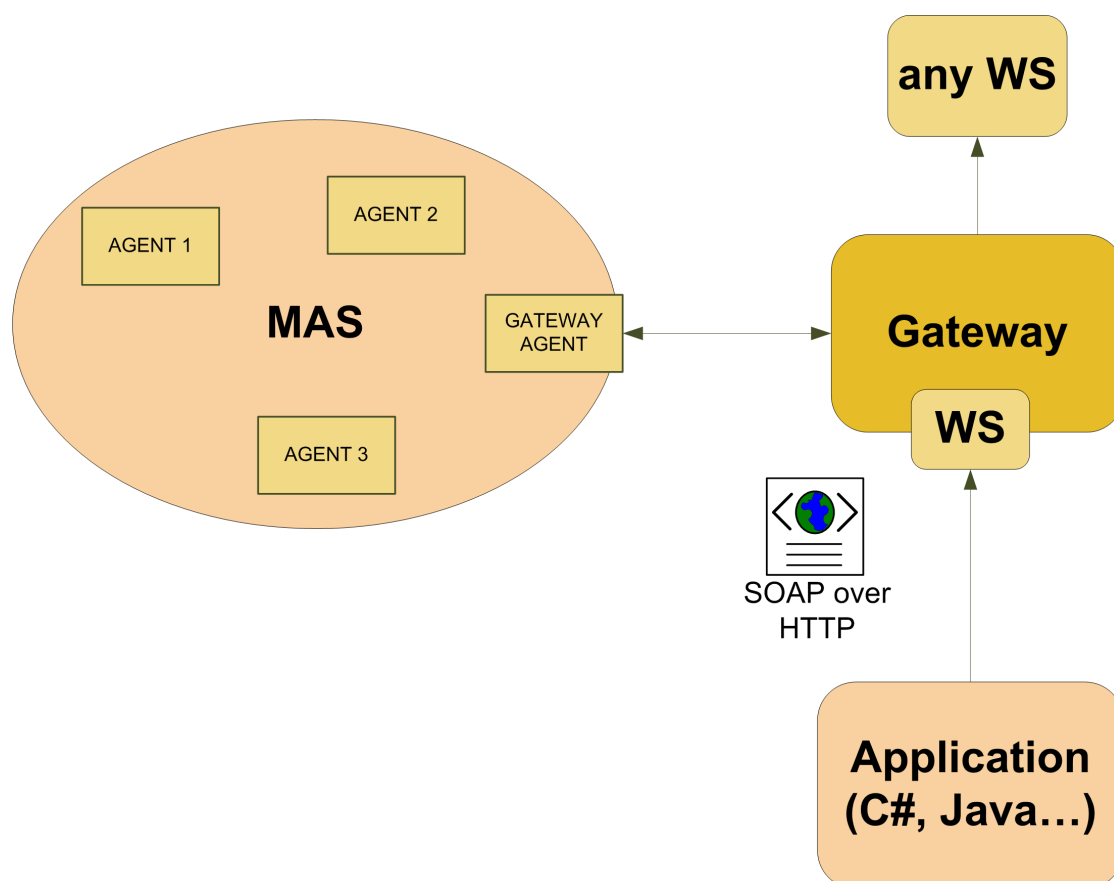 any WS
AGENT 1
AGENT 2
MAS
GATEWAY
AGENT
AGENT 3
Gateway
WS
SOAP over
HTTP
Application
(C#, Java…)